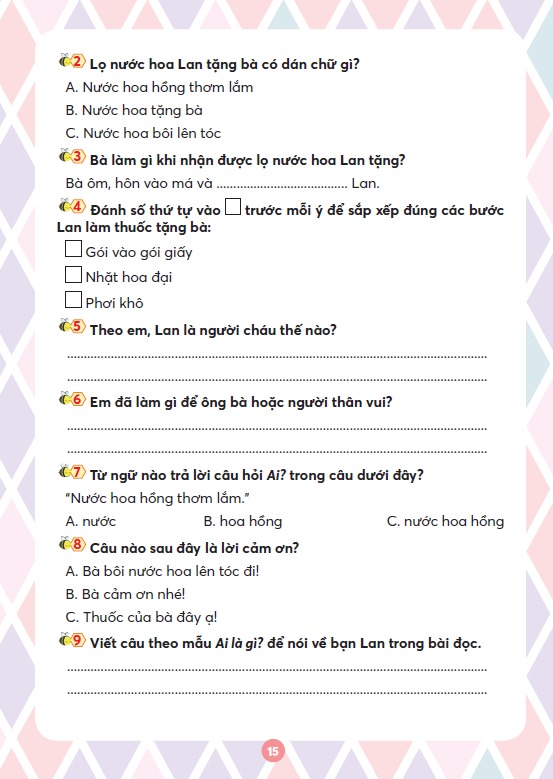 2 Lọ nước hoa Lan tặng bà có dán chữ gì?
A. Nước hoa hồng thơm lắm
B. Nước hoa tặng bà
C. Nước hoa bôi lên tóc
3 Bà làm gì khi nhận được lọ nước hoa Lan tặng?
Bà ôm, hôn vào má và ....................................... Lan.
4 Đánh số thứ tự vào □ trước mỗi ý để sắp xếp đúng các bước
Lan làm thuốc tặng bà:
□ Gói vào gói giấy
□ Nhặt hoa đại
□ Phơi khô
5 Theo em, Lan là người cháu thế nào?
6 Em đã làm gì để ông bà hoặc người thân vui?
7 Từ ngữ nào trả lời câu hỏi Ai? trong câu dưới đây?
"Nước hoa hồng thơm lắm."
A. nước B. hoa hồng C. nước hoa hồng
8 Câu nào sau đây là lời cảm ơn?
A. Bà bôi nước hoa lên tóc đi!
B. Bà cảm ơn nhé!
C. Thuốc của bà đây ạ!
9 Viết câu theo mẫu Ai là gì? để nói về bạn Lan trong bài đọc.
15